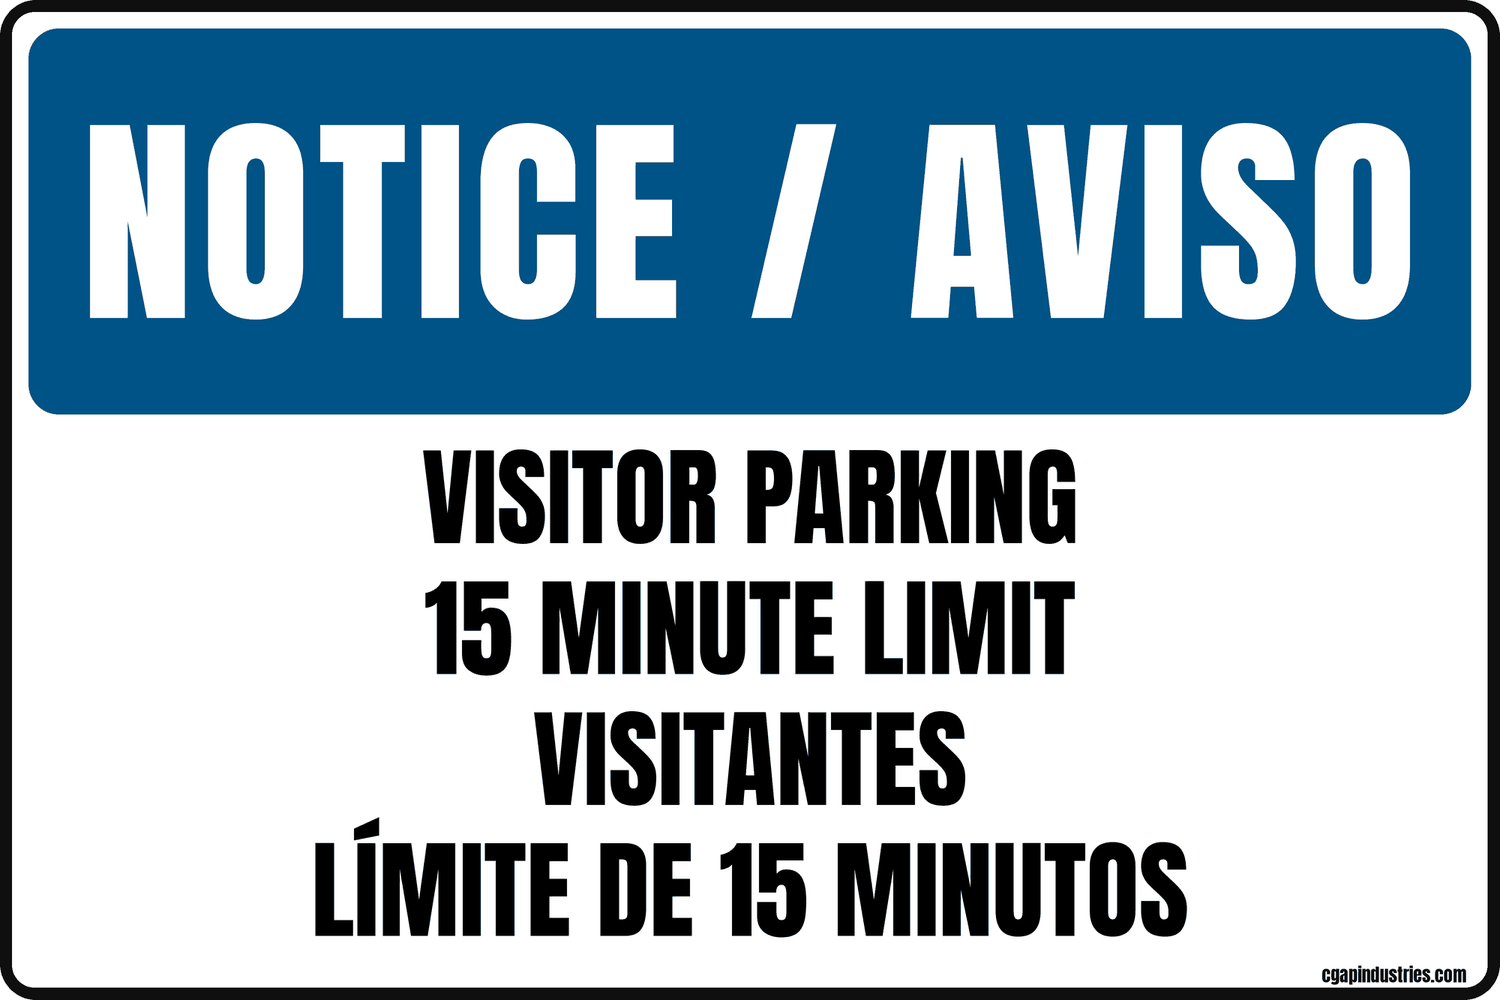 NOTICE / AVISO
VISITOR PARKING
15 MINUTE LIMIT
VISITANTES
LÍMITE DE 15 MINUTOS
cgapindustries.com